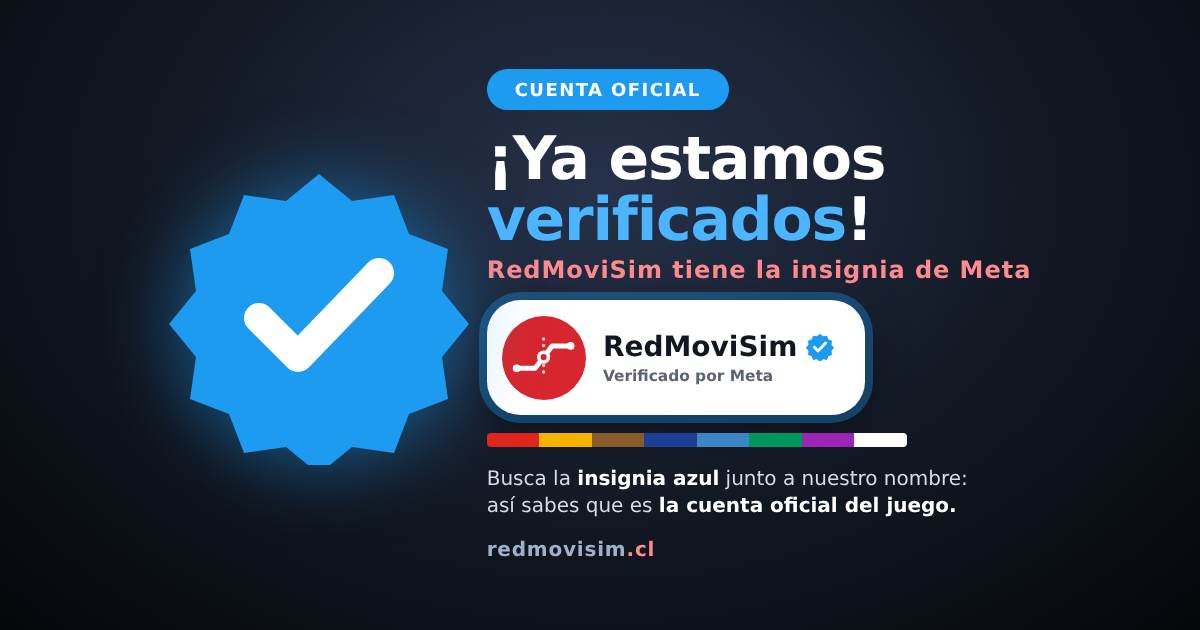 CUENTA OFICIAL
¡Ya estamos
verificados!
RedMoviSim tiene la insignia de Meta
RedMoviSim
Verificado por Meta
Busca la insignia azul junto a nuestro nombre:
así sabes que es la cuenta oficial del juego.
redmovisim.cl